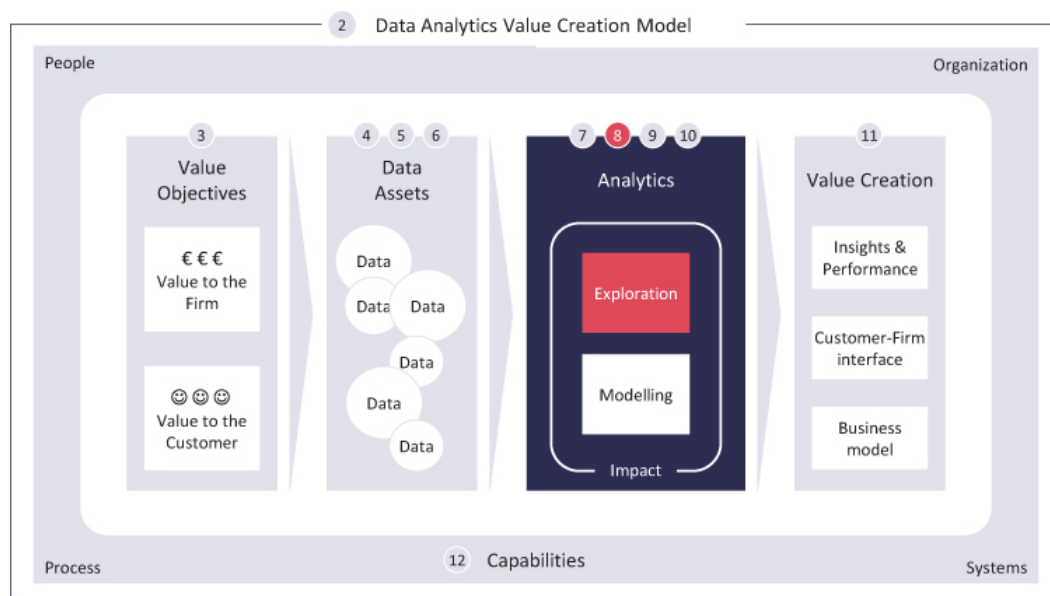 2 Data Analytics Value Creation Model
People
Organization
3
Value
Objectives
€ € €
Value to the
Firm
☺ ☺ ☺
Value to the
Customer
4 5 6
Data
Assets
Data
Data
Data
Data
Data
Data
7 8 9 10
Analytics
Exploration
Modelling
Impact
11
Value Creation
Insights &
Performance
Customer-Firm
interface
Business
model
12 Capabilities
Process
Systems